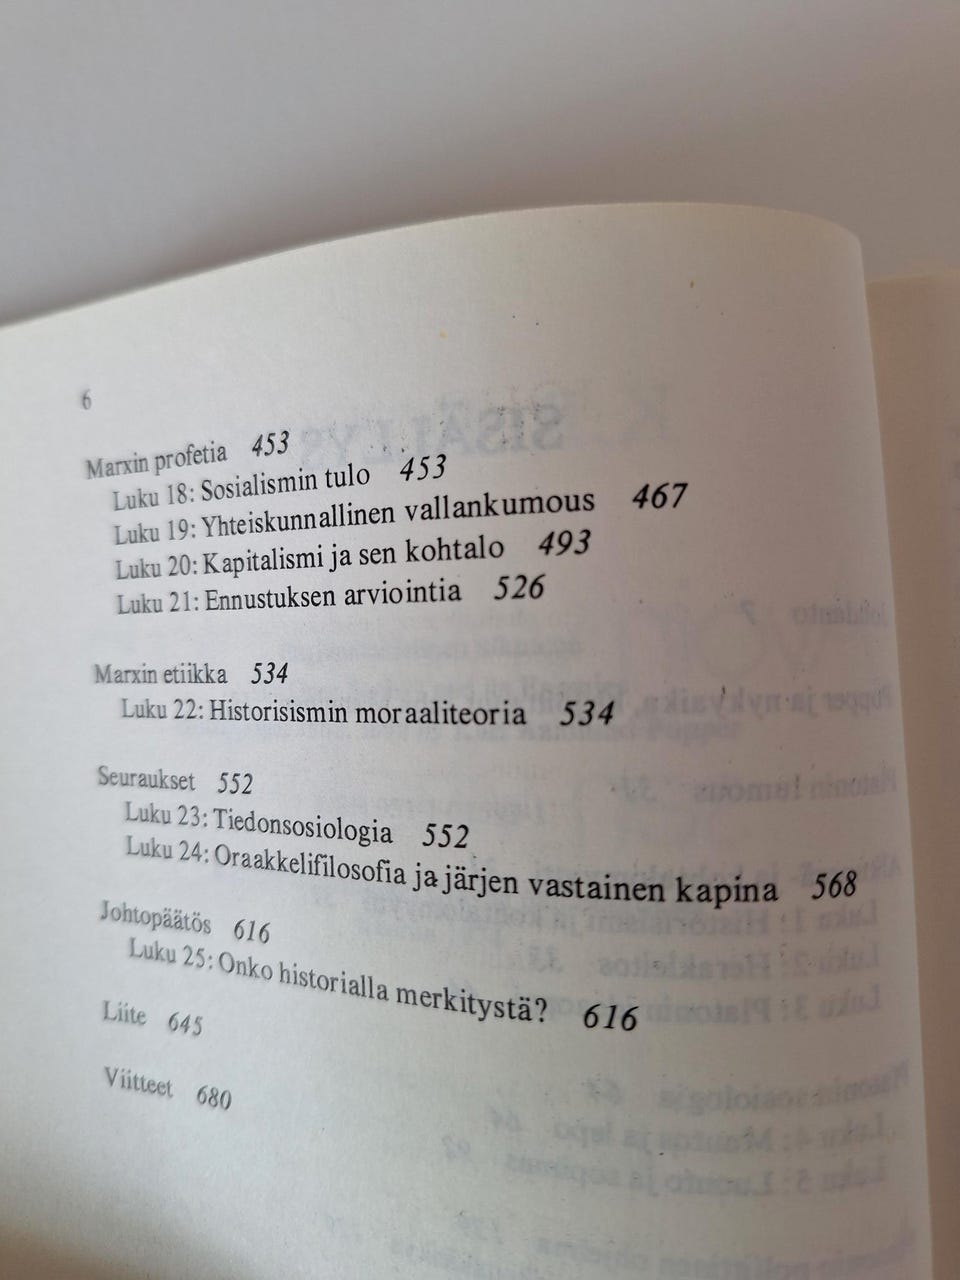 6
Marxin profetia 453
Luku 18: Sosialismin tulo 453
Luku 19: Yhteiskunnallinen vallankumous 467
Luku 20: Kapitalismi ja sen kohtalo 493
Luku 21: Ennustuksen arviointia 526
Marxin etiikka 534
Luku 22: Historisismin moraaliteoria 534
Seuraukset 552
Luku 23: Tiedonsosiologia 552
Luku 24: Oraakkelifilosofia ja järjen vastainen kapina 568
Johtopäätös 616
Luku 25: Onko historialla merkitystä? 616
Liite 645
Viitteet 680